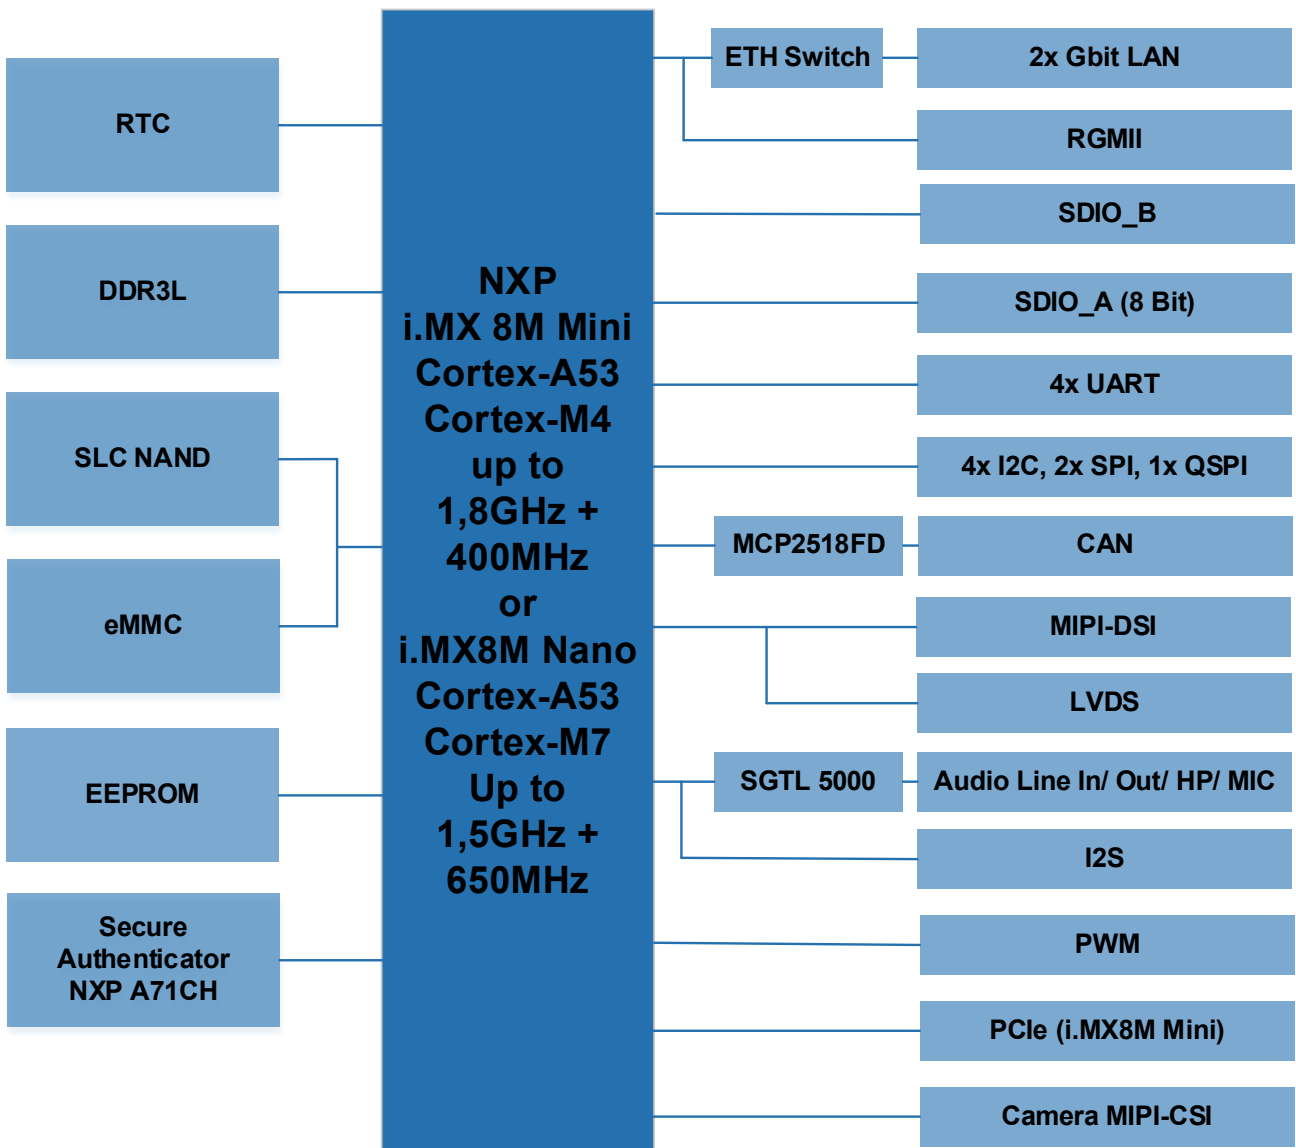 RTC
DDR3L
SLC NAND
eMMC
EEPROM
Secure
Authenticator
NXP A71CH
NXP
i.MX 8M Mini
Cortex-A53
Cortex-M4
up to
1,8GHz +
400MHz
or
i.MX8M Nano
Cortex-A53
Cortex-M7
Up to
1,5GHz +
650MHz
ETH Switch
2x Gbit LAN
RGMII
SDIO_B
SDIO_A (8 Bit)
4x UART
4x I2C, 2x SPI, 1x QSPI
MCP2518FD
CAN
MIPI-DSI
LVDS
SGTL 5000
Audio Line In/ Out/ HP/ MIC
I2S
PWM
PCIe (i.MX8M Mini)
Camera MIPI-CSI